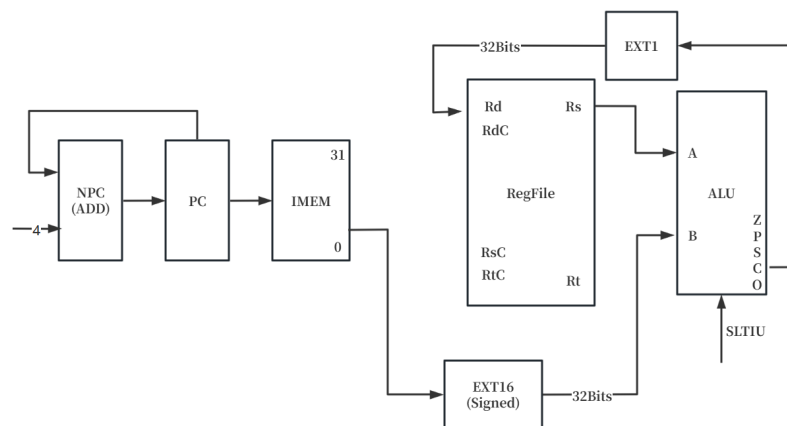 32Bits
EXT1
Rd
Rs
RdC
31
A
NPC
(ADD)
PC
IMEM
RegFile
ALU
Z
P
4
B
S
0
RsC
C
RtC
Rt
O
SLTIU
EXT16
(Signed)
32Bits